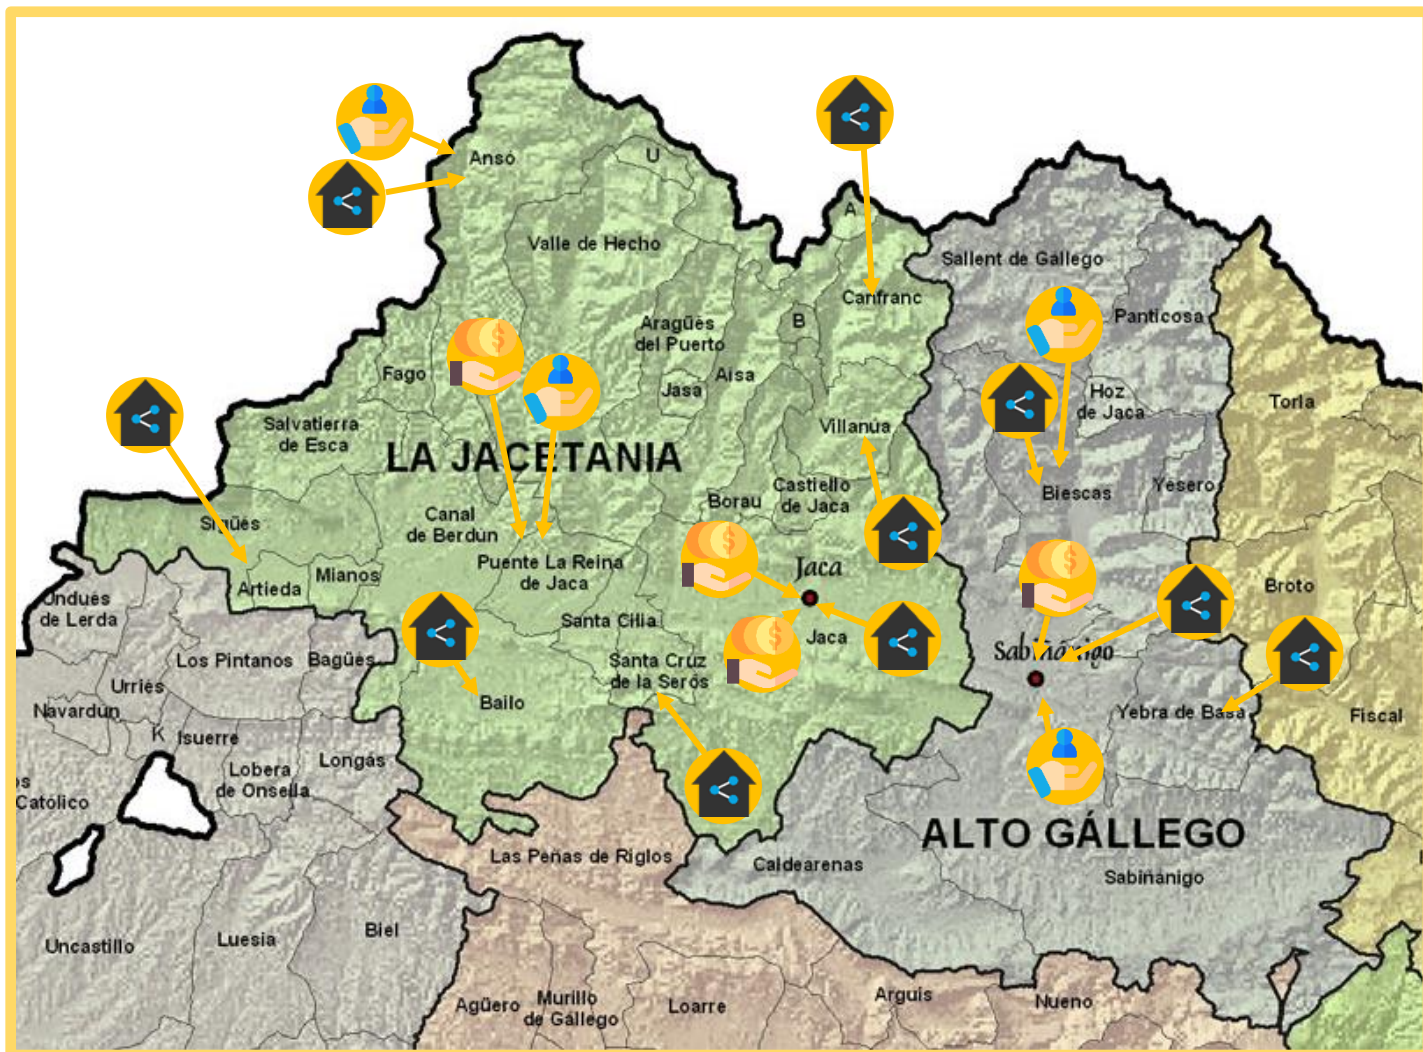 Ansó
U
Valle de Hecho
A
Sallent de Gállego
Canfranc
Panticosa
B
Aragüés
del Puerto
Fago
Jasa
Aisa
Hoz
de Jaca
Torla
Salvatierra
de Esca
Villanúa
LA JACETANIA
Castiello
de Jaca
Borau
Biescas
Yésero
Sigüés
Canal
de Berdún
Puente La Reina
de Jaca
Jaca
Artieda
Mianos
Broto
Undués
de Lerda
Santa Cilia
Jaca
Sabiñánigo
Los Pintanos
Bagüés
Santa Cruz
de la Serós
Urriés
Bailo
Navardún
Yebra de Basa
Fiscal
K
Isuerre
Longás
Lobera
de Onsella
os
Católico
ALTO GÁLLEGO
Las Peñas de Riglos
Caldearenas
Sabiñánigo
Uncastillo
Luesia
Biel
Agüero
Murillo
de Gállego
Loarre
Arguis
Nueno